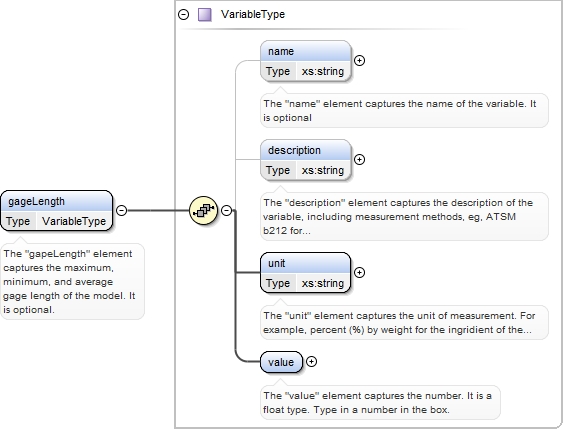 VariableType
name
Type xs:string
The "name" element captures the name of the variable. It
is optional
description
Type xs:string
The "description" element captures the description of the
variable, including measurement methods, eg, ATSM
b212 for...
gageLength
Type VariableType
The "gapeLength" element
captures the maximum,
minimum, and average
gage length of the model. It
is optional.
unit
Type xs:string
The "unit" element captures the unit of measurement. For
example, percent (%) by weight for the ingridient of the...
value
The "value" element captures the number. It is a
float type. Type in a number in the box.